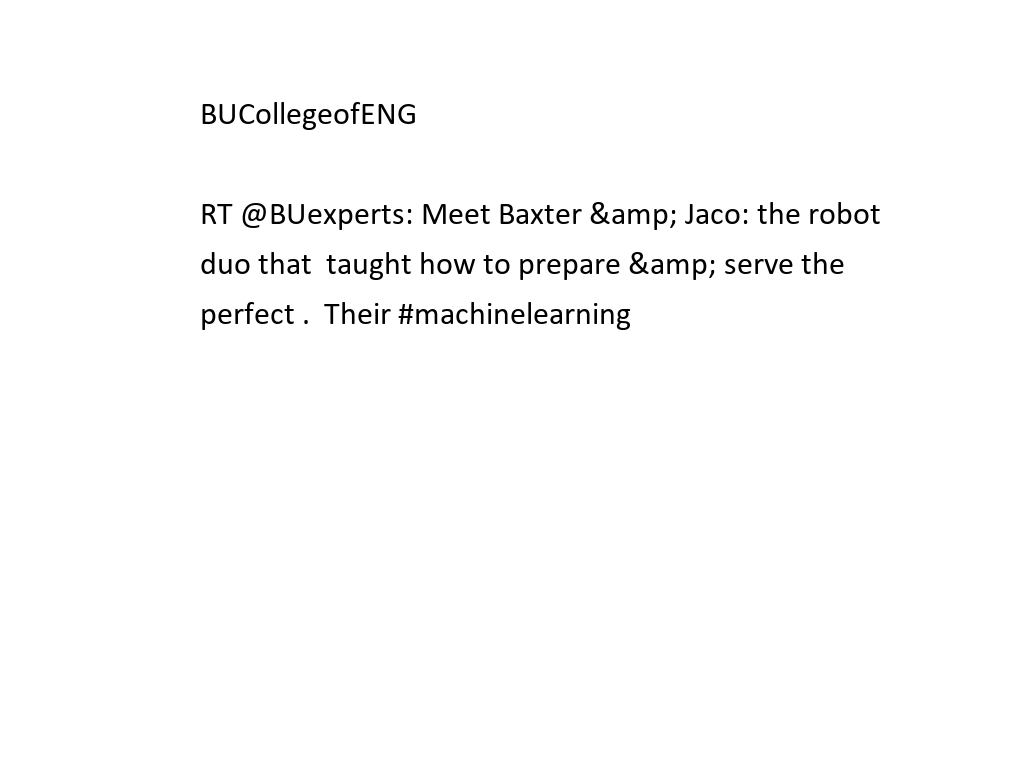 BUCollegeofENG
RT @BUexperts: Meet Baxter &amp; Jaco: the robot
duo that  taught how to prepare &amp; serve the
perfect .  Their #machinelearning